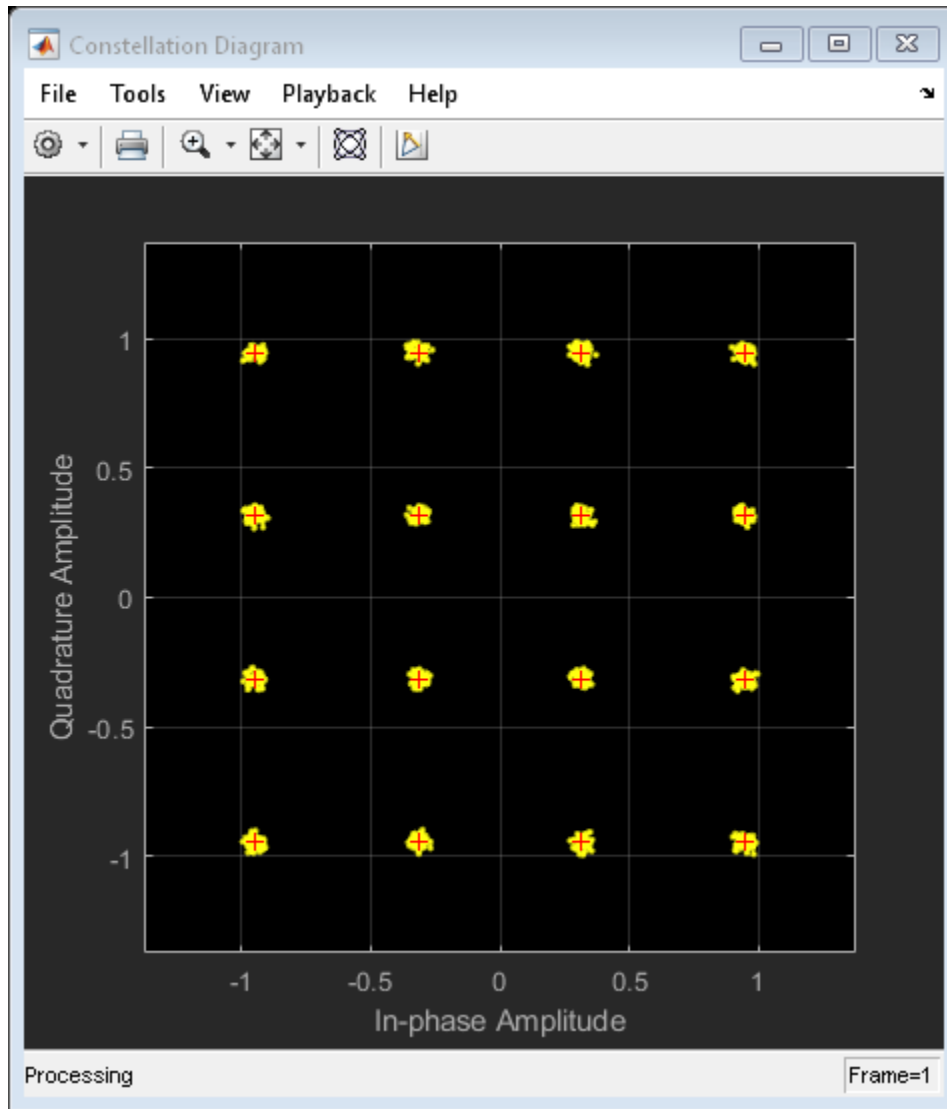 Constellation Diagram
File Tools View Playback Help
1
0.5
0
-0.5
-1
Quadrature Amplitude
-1 -0.5 0 0.5 1
In-phase Amplitude
Processing Frame=1